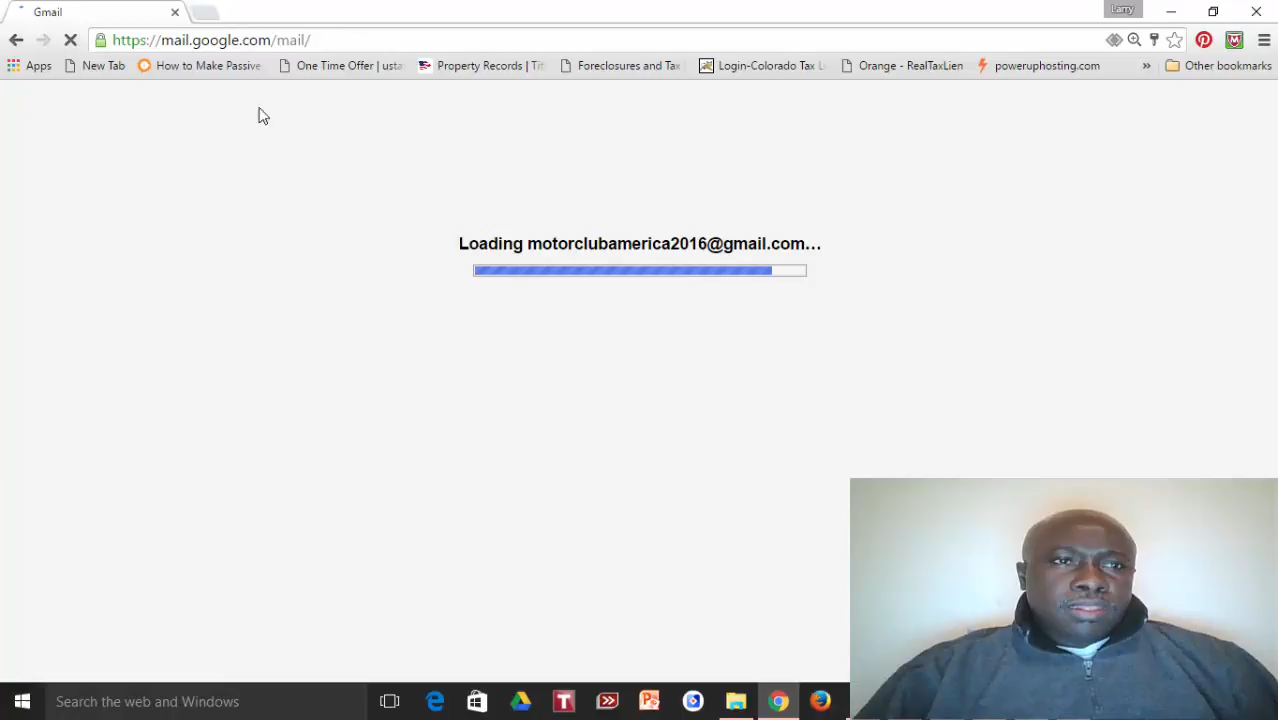 Gmail
Larry
https://mail.google.com/mail/
Apps
New Tab
How to Make Passive
One Time Offer | usta
Property Records | Tit
Foreclosures and Tax
Login-Colorado Tax L
Orange - RealTaxLien
poweruphosting.com
»
Other bookmarks
Loading motorclubamerica2016@gmail.com…
Search the web and Windows